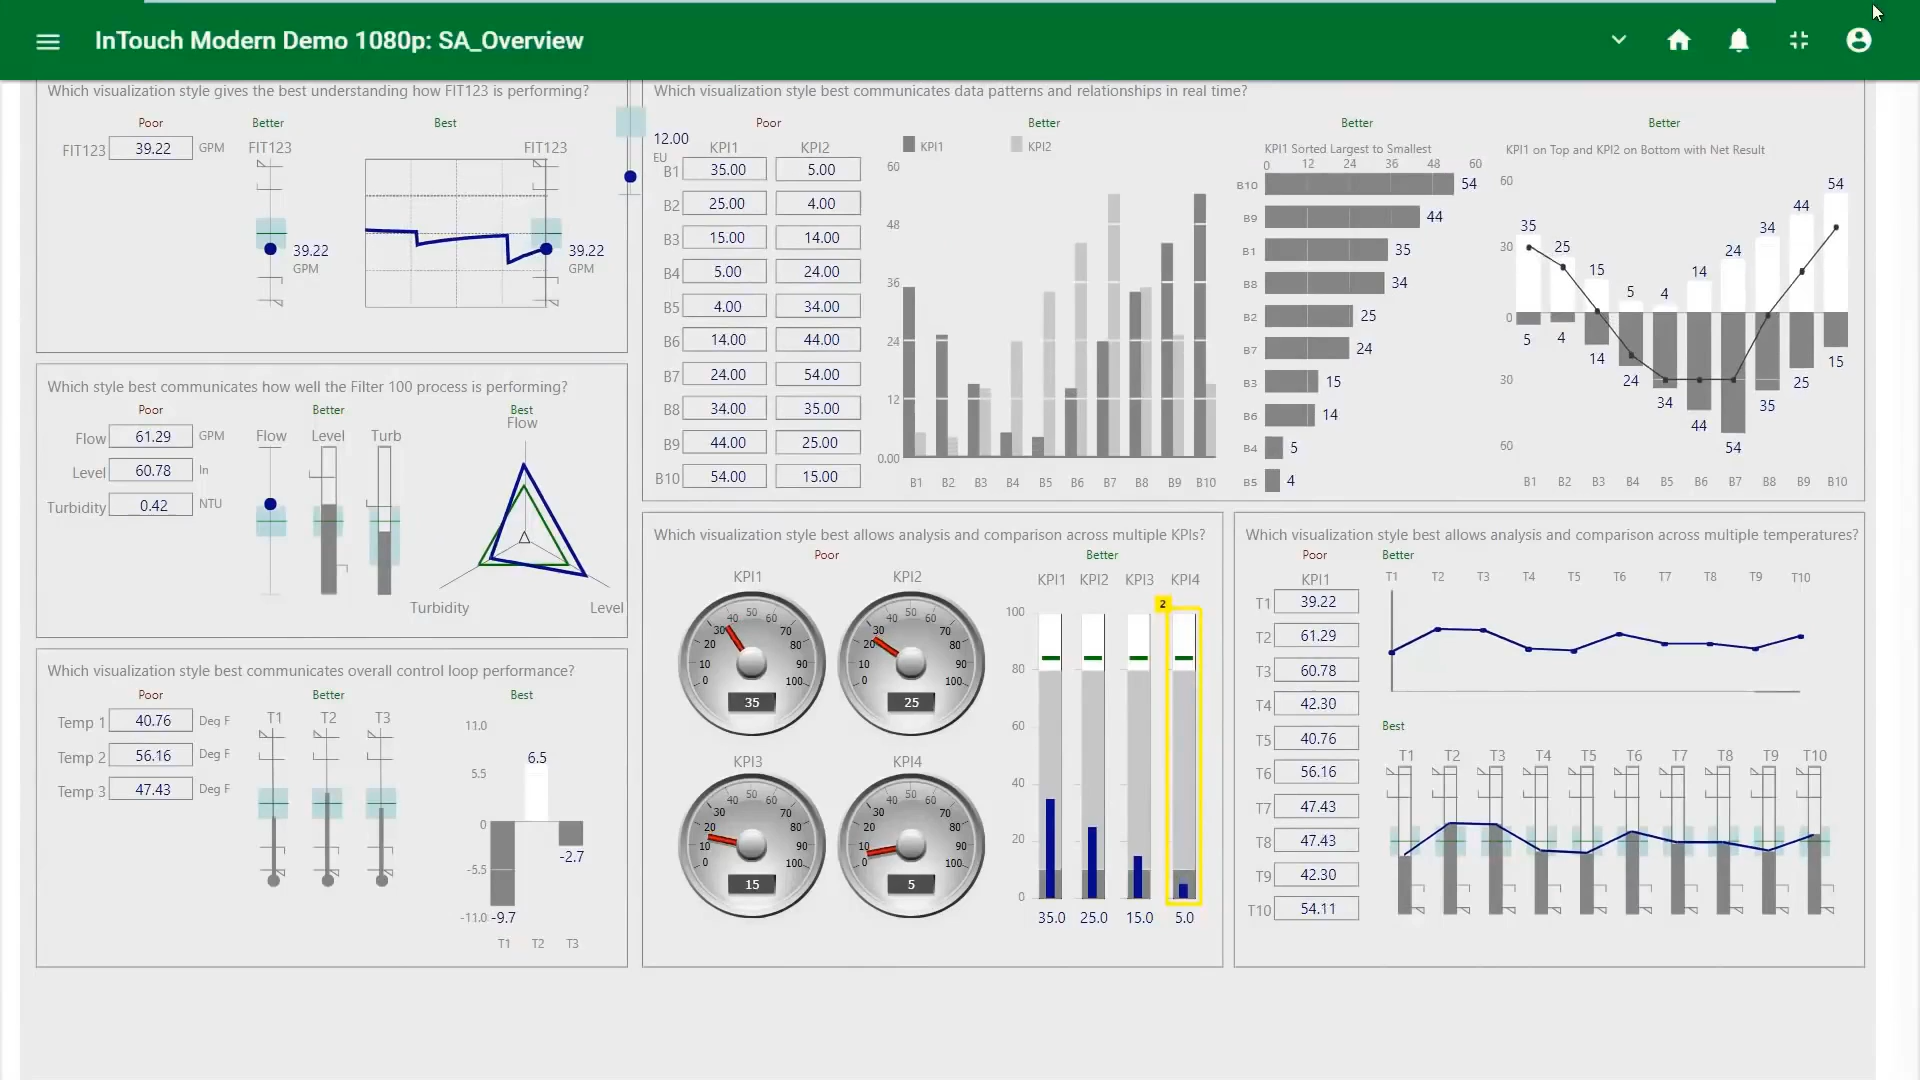 InTouch Modern Demo 1080p: SA_Overview
Which visualization style gives the best understanding how FIT123 is performing?
Poor
Better
Best
FIT123
39.22
GPM
FIT123
FIT123
39.22
GPM
39.22
GPM
12.00
EU
Which visualization style best communicates data patterns and relationships in real time?
Poor
KPI1
KPI2
B1
35.00
5.00
B2
25.00
4.00
B3
15.00
14.00
B4
5.00
24.00
B5
4.00
34.00
B6
14.00
44.00
B7
24.00
54.00
B8
34.00
35.00
B9
44.00
25.00
B10
54.00
15.00
Better
KPI1
KPI2
60
48
36
24
12
0.00
B1 B2 B3 B4 B5 B6 B7 B8 B9 B10
Better
KPI1 Sorted Largest to Smallest
0 12 24 36 48 60
B10 54
B9 44
B1 35
B8 34
B2 25
B7 24
B3 15
B6 14
B4 5
B5 4
Better
KPI1 on Top and KPI2 on Bottom with Net Result
60
30
0
30
60
35 25 15 5 4 14 24 34 44 54
5 4 14 24 34 44 54 35 25 15
B1 B2 B3 B4 B5 B6 B7 B8 B9 B10
Which style best communicates how well the Filter 100 process is performing?
Poor
Better
Best
Flow
61.29
GPM
Level
60.78
In
Turbidity
0.42
NTU
Flow
Level
Turb
Flow
Turbidity
Level
Which visualization style best communicates overall control loop performance?
Poor
Better
Best
Temp 1
40.76
Deg F
Temp 2
56.16
Deg F
Temp 3
47.43
Deg F
T1 T2 T3
11.0
5.5
0
-5.5
-11.0
6.5
-2.7
-9.7
T1 T2 T3
Which visualization style best allows analysis and comparison across multiple KPIs?
Poor
KPI1
0 10 20 30 40 50 60 70 80 90 100
35
KPI2
0 10 20 30 40 50 60 70 80 90 100
25
KPI3
0 10 20 30 40 50 60 70 80 90 100
15
KPI4
0 10 20 30 40 50 60 70 80 90 100
5
Better
KPI1 KPI2 KPI3 KPI4
2
100
80
60
40
20
0
35.0 25.0 15.0 5.0
Which visualization style best allows analysis and comparison across multiple temperatures?
Poor
KPI1
T1
39.22
T2
61.29
T3
60.78
T4
42.30
T5
40.76
T6
56.16
T7
47.43
T8
47.43
T9
42.30
T10
54.11
Better
T1 T2 T3 T4 T5 T6 T7 T8 T9 T10
Best
T1 T2 T3 T4 T5 T6 T7 T8 T9 T10